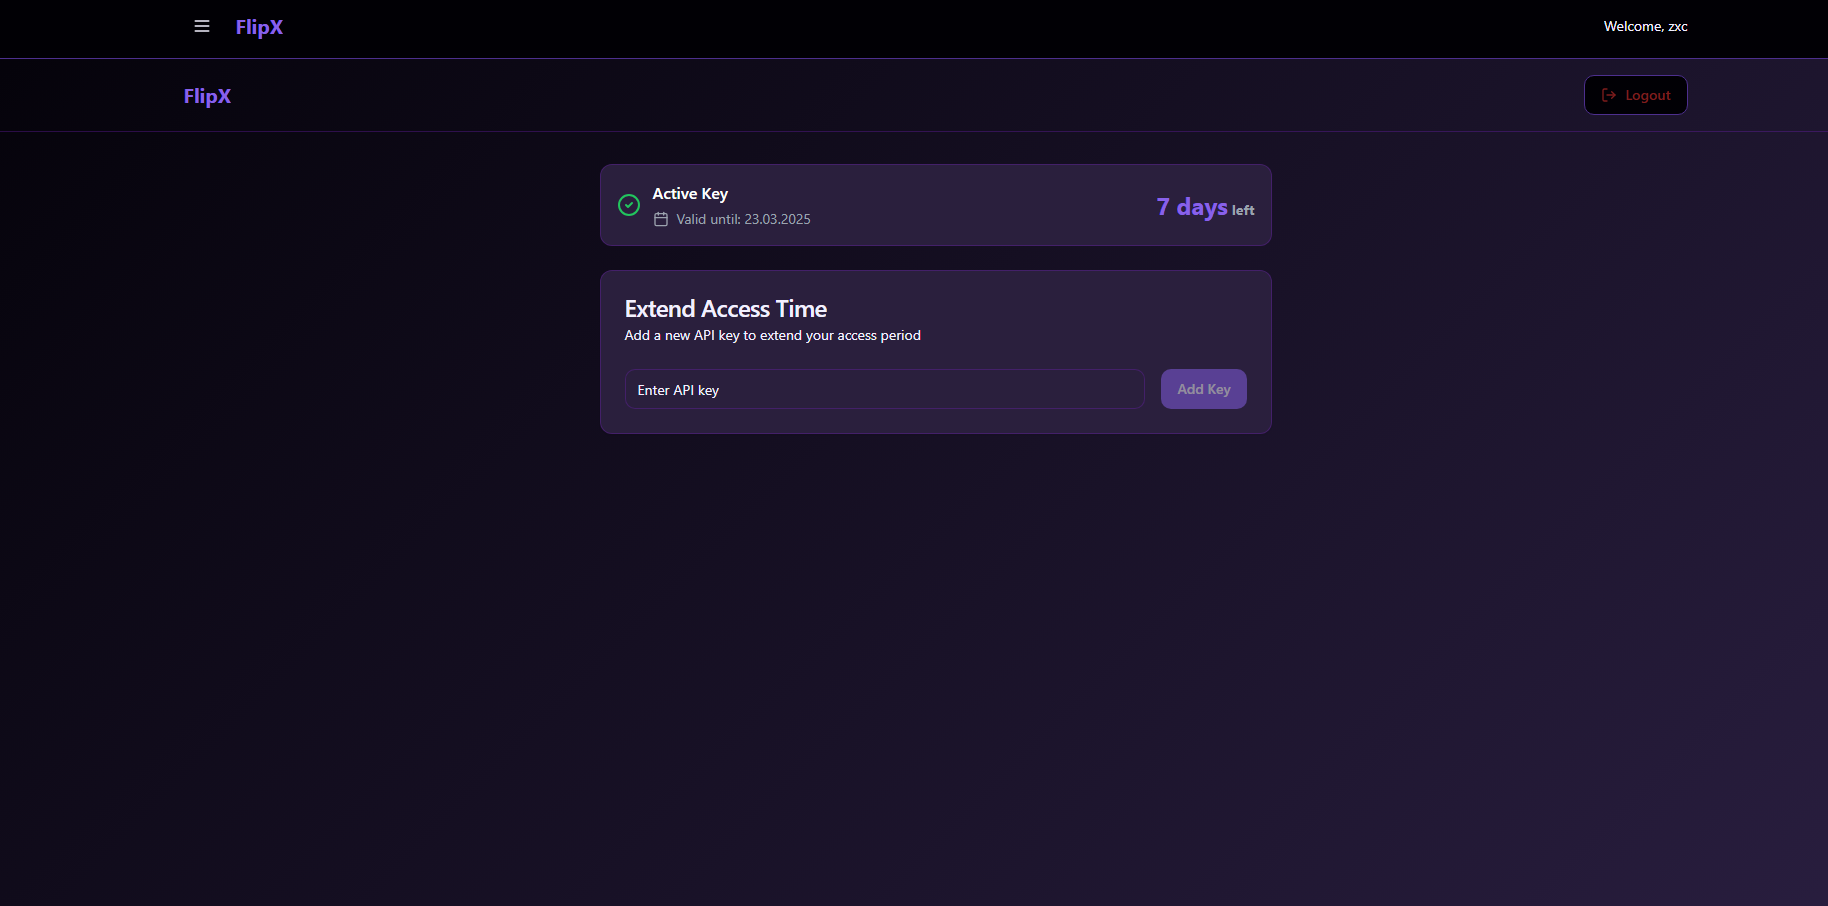 FlipX
Welcome, zxc
FlipX
Logout
Active Key
Valid until: 23.03.2025
7 days left
Extend Access Time
Add a new API key to extend your access period
Enter API key
Add Key